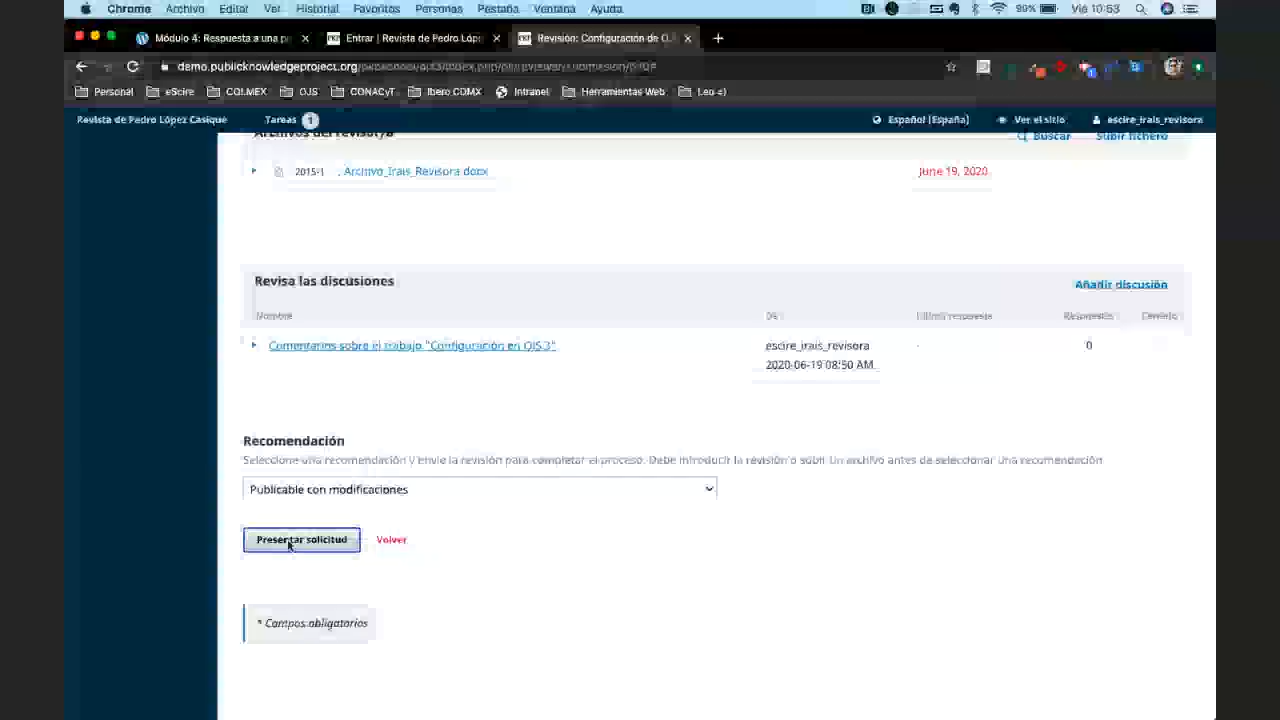 Chrome Archivo Editar Ver Historial Favoritos Personas Pestaña Ventana Ayuda 99% Vie 10:53
Módulo 4: Respuesta a una p × Entrar | Revista de Pedro Lópe × Revisión: Configuración de O × +
demo.publicknowledgeproject.org
Personal eScire COLMEX OJS CONACyT Ibero CDMX Intranet Herramientas Web Leo <)
Revista de Pedro López Casique Tareas 1 Español (España) Ver el sitio escire_irais_revisora
Archivos del revisor/a Buscar Subir fichero
2015-1 , Archivo_Irais_Revisora.docx June 19, 2020
Revisa las discusiones Añadir discusión
Nombre De Última respuesta Respuestas Cerrado
Comentarios sobre el trabajo "Configuración en OJS 3" escire_irais_revisora - 0
2020-06-19 08:50 AM
Recomendación
Seleccione una recomendación y envíe la revisión para completar el proceso. Debe introducir la revisión o subir un archivo antes de seleccionar una recomendación
Publicable con modificaciones
Presentar solicitud Volver
* Campos obligatorios